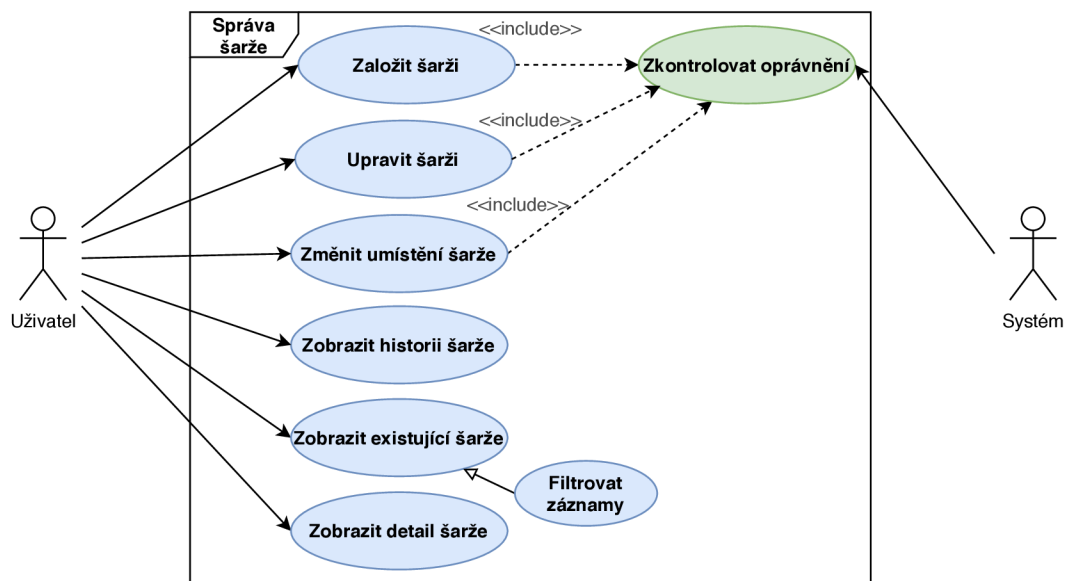 Správa
šarže
<<include>>
Založit šarži
Zkontrolovat oprávnění
<<include>>
Upravit šarži
<<include>>
Změnit umístění šarže
Uživatel
Systém
Zobrazit historii šarže
Zobrazit existující šarže
Filtrovat
záznamy
Zobrazit detail šarže